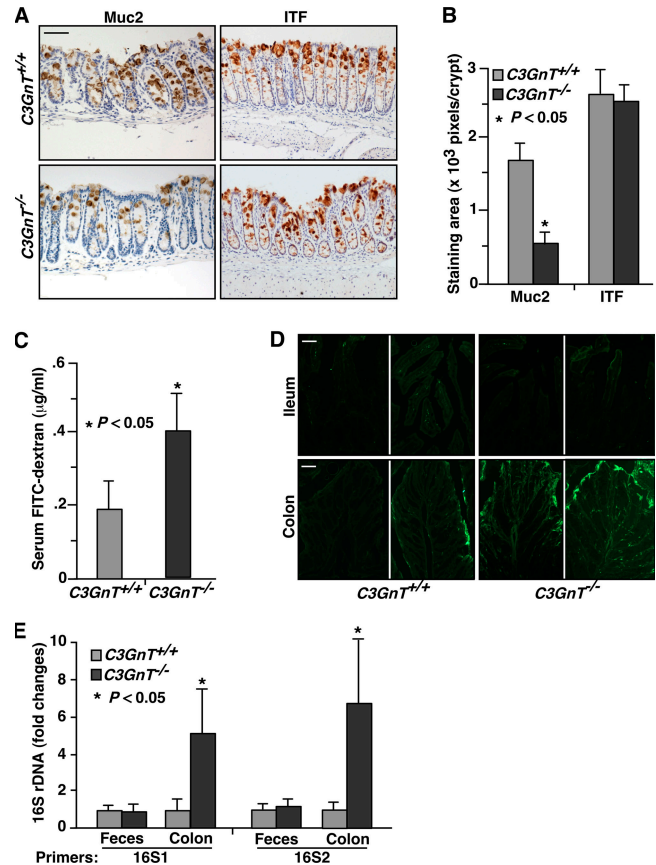 A
Muc2 ITF
C3GnT+/+
C3GnT-/-
B
Staining area (x 10³ pixels/crypt)
3
2
1
0
C3GnT+/+
C3GnT-/-
* P < 0.05
*
Muc2 ITF
C
Serum FITC-dextran (μg/ml)
.6
.4
.2
0
* P < 0.05
*
C3GnT+/+ C3GnT-/-
D
Ileum
Colon
C3GnT+/+ C3GnT-/-
E
16S rDNA (fold changes)
10
8
6
4
2
0
C3GnT+/+
C3GnT-/-
* P < 0.05
*
*
Feces Colon Feces Colon
Primers: 16S1 16S2